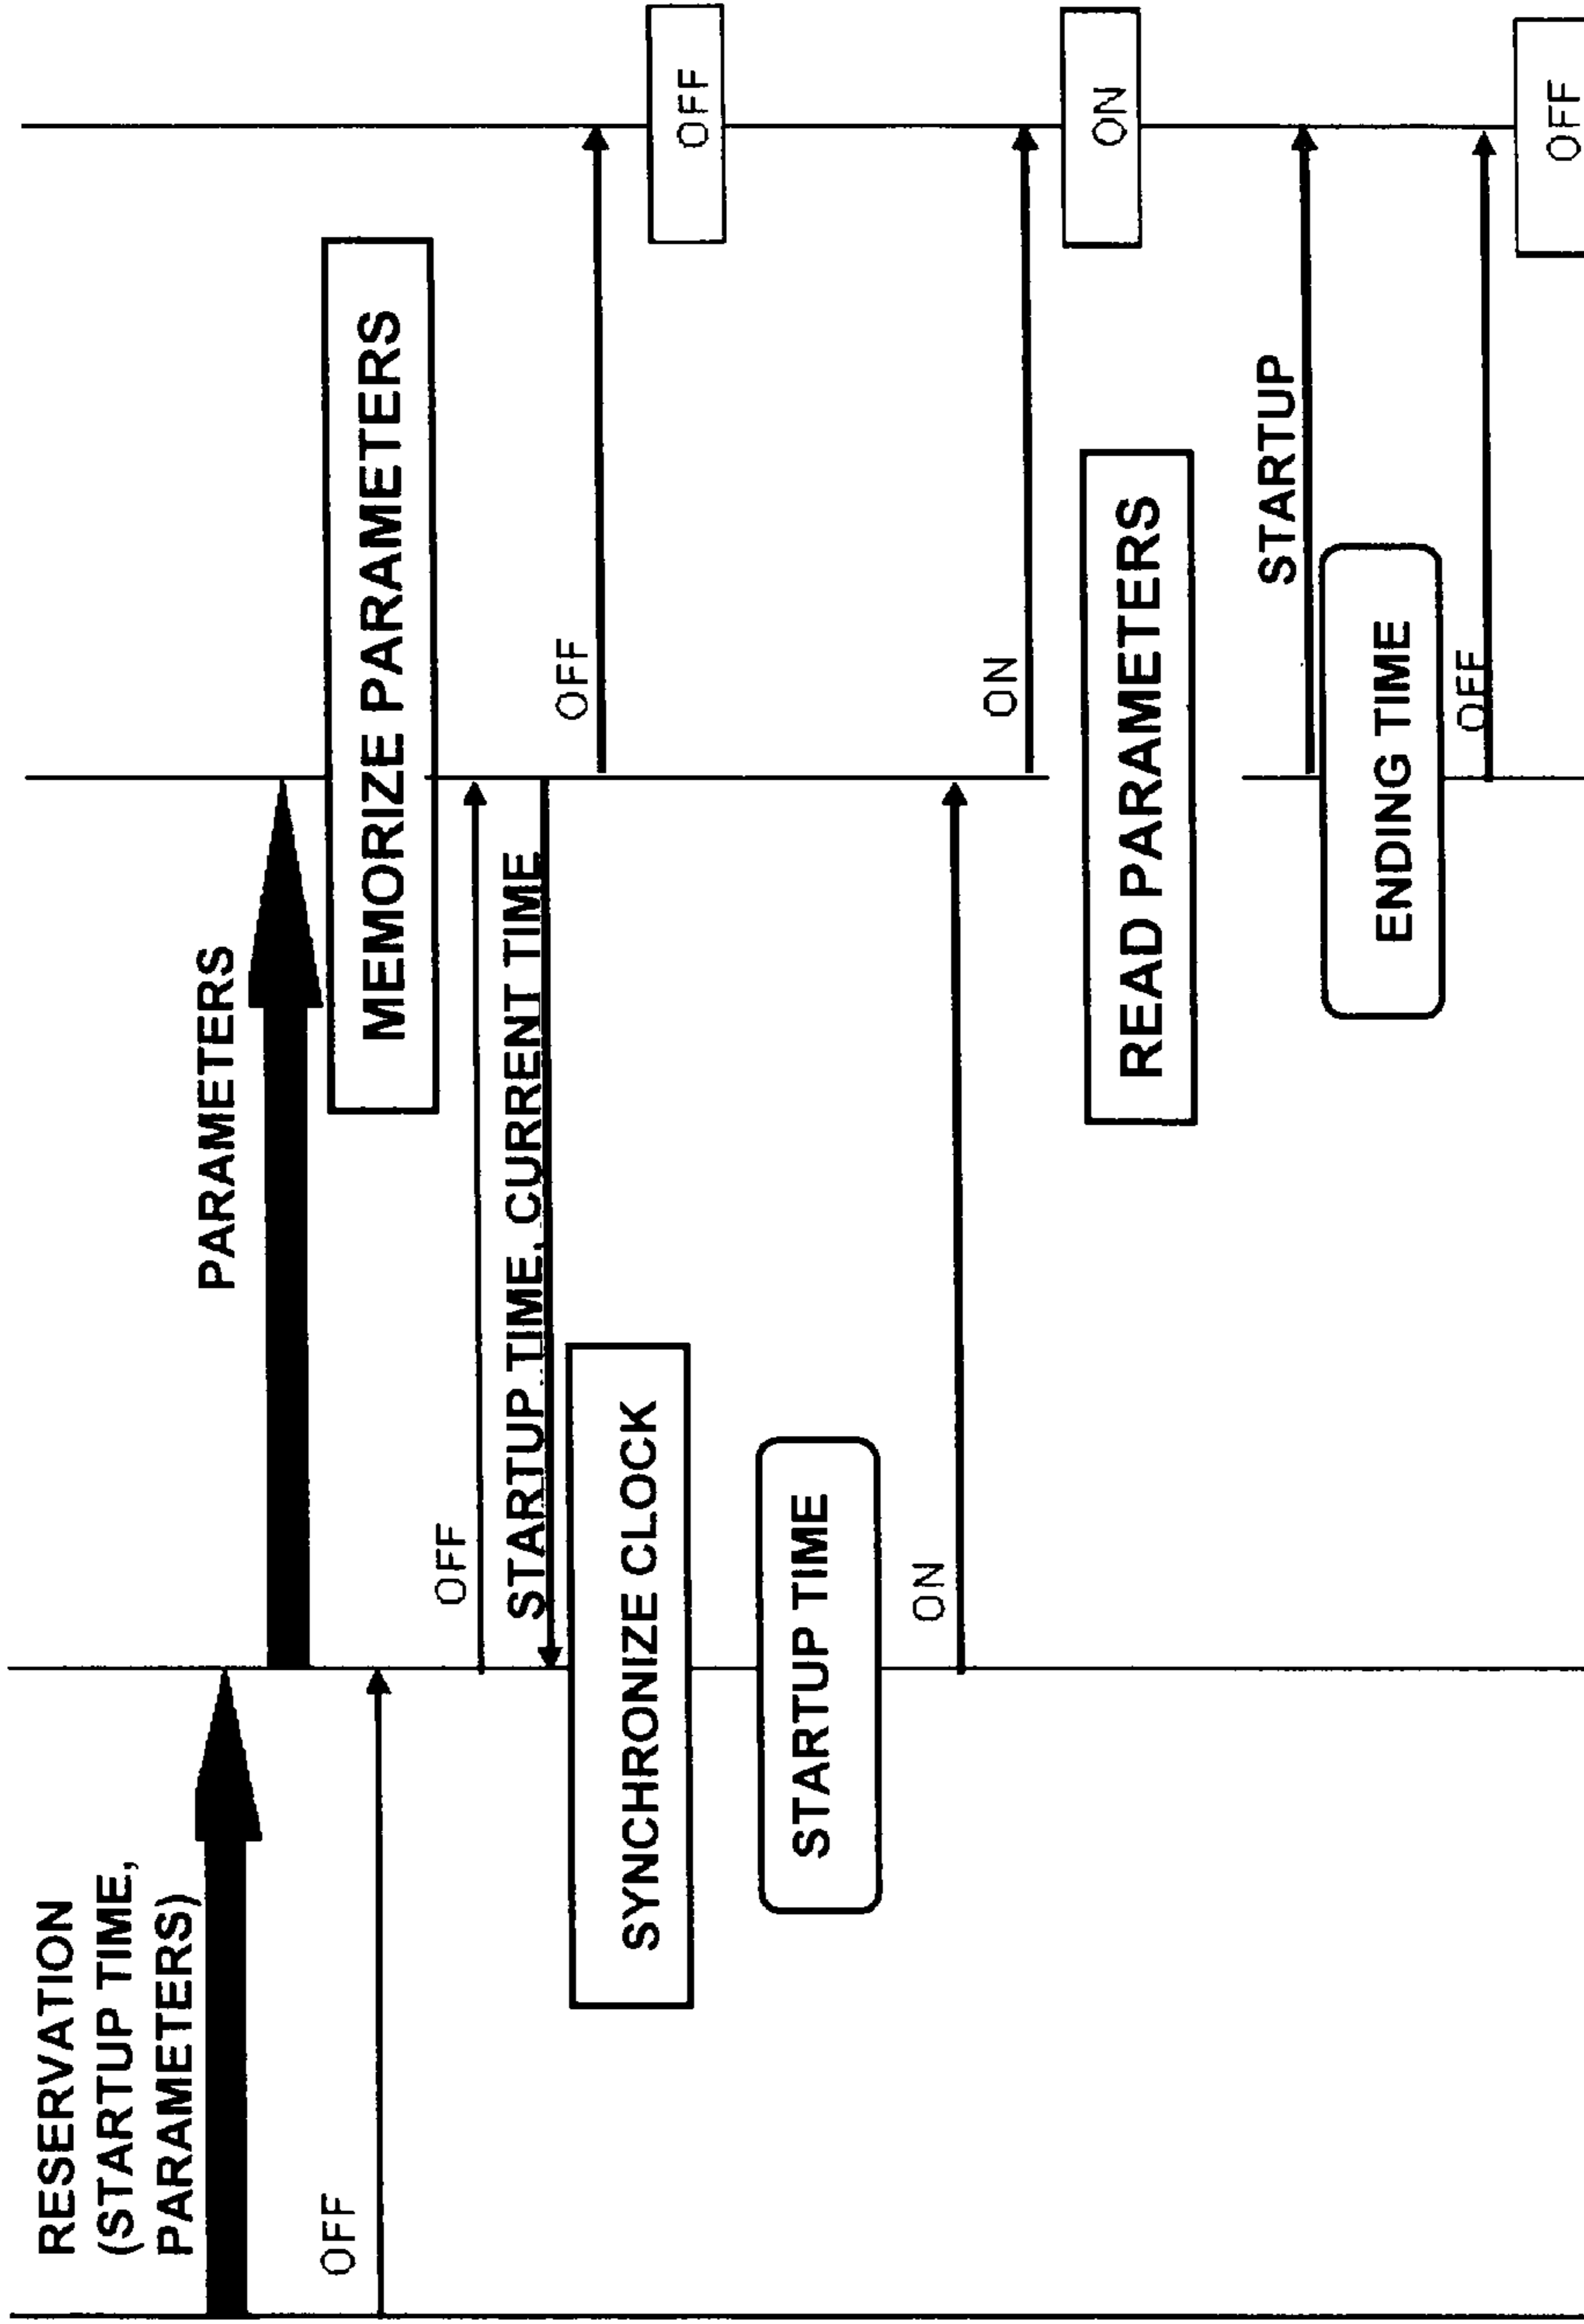 RESERVATION
(STARTUP TIME,
PARAMETERS)
PARAMETERS
OFF
MEMORIZE PARAMETERS
OFF
STARTUP TIME, CURRENT TIME
OFF
SYNCHRONIZE CLOCK
OFF
STARTUP TIME
ON
ON
ON
READ PARAMETERS
STARTUP
ENDING TIME
OFF
OFF